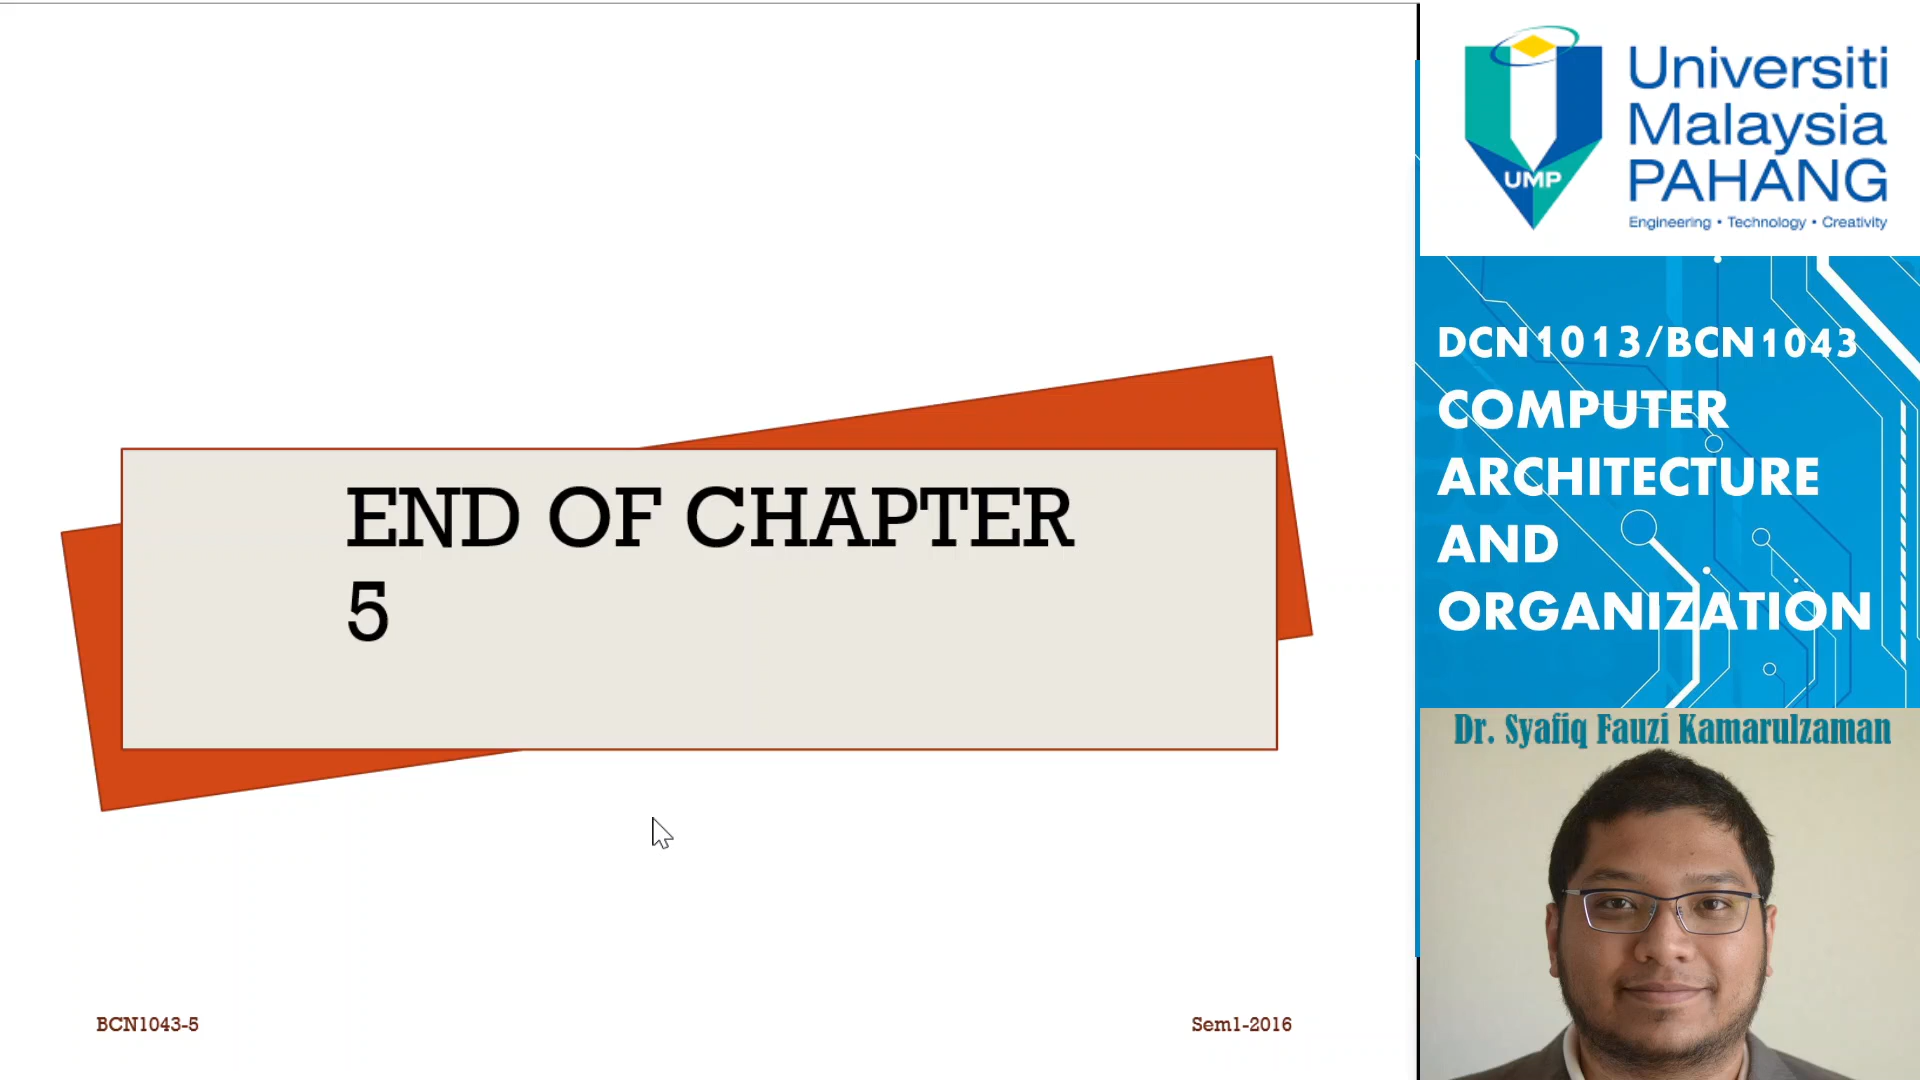 END OF CHAPTER
5
BCN1043-5
Sem1-2016
UMP
Universiti
Malaysia
PAHANG
Engineering • Technology • Creativity
DCN1013/BCN1043
COMPUTER
ARCHITECTURE
AND
ORGANIZATION
Dr. Syafiq Fauzi Kamarulzaman